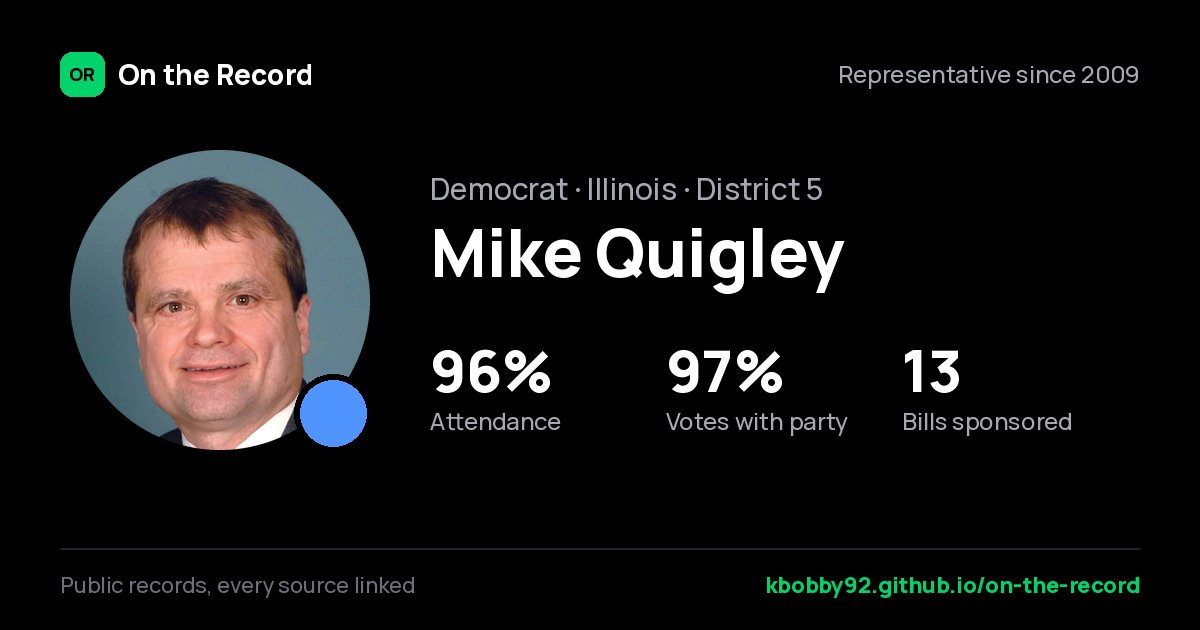 OR On the Record
Representative since 2009
Democrat · Illinois · District 5
Mike Quigley
96% 97% 13
Attendance Votes with party Bills sponsored
Public records, every source linked
kbobby92.github.io/on-the-record